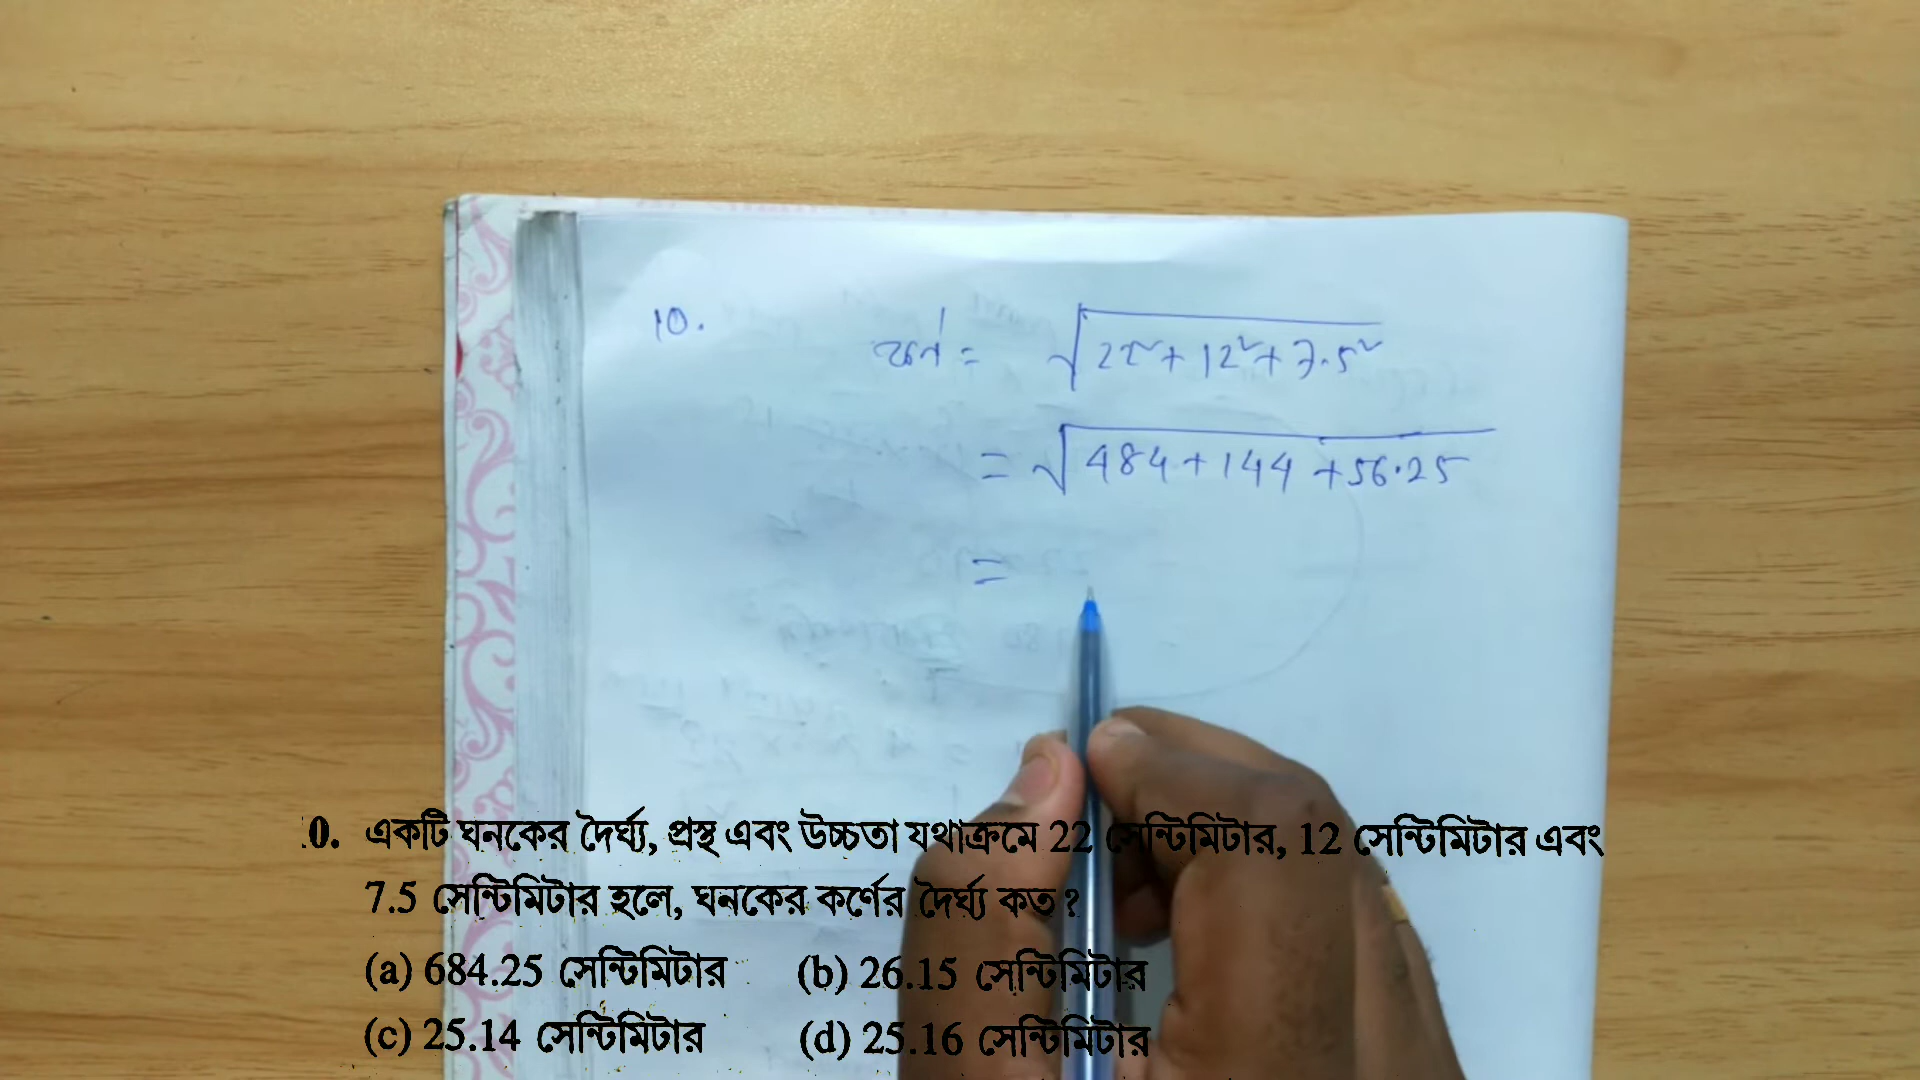 10.
কর্ণ = √22² + 12² + 7.5²
= √484 + 144 + 56.25
=
0. একটি ঘনকের দৈর্ঘ্য, প্রস্থ এবং উচ্চতা যথাক্রমে 22 সেন্টিমিটার, 12 সেন্টিমিটার এবং
7.5 সেন্টিমিটার হলে, ঘনকের কর্ণের দৈর্ঘ্য কত?
(a) 684.25 সেন্টিমিটার (b) 26.15 সেন্টিমিটার
(c) 25.14 সেন্টিমিটার (d) 25.16 সেন্টিমিটার